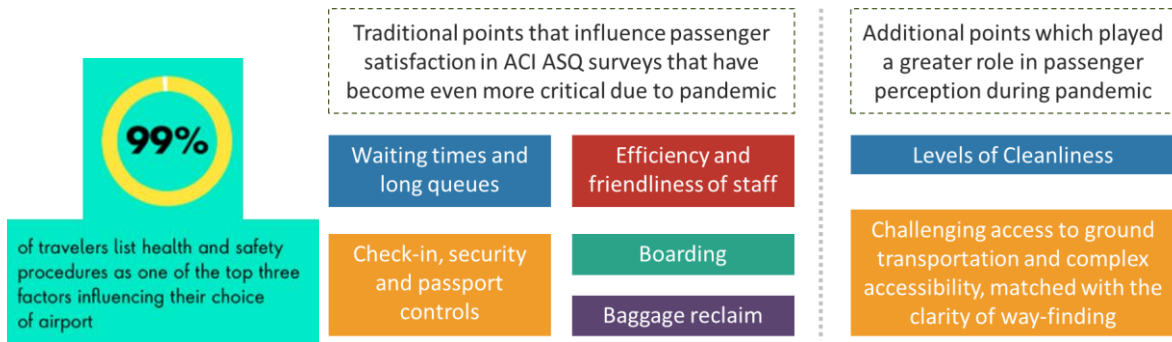 99%
of travelers list health and safety
procedures as one of the top three
factors influencing their choice
of airport
Traditional points that influence passenger
satisfaction in ACI ASQ surveys that have
become even more critical due to pandemic
Waiting times and
long queues
Efficiency and
friendliness of staff
Check-in, security
and passport
controls
Boarding
Baggage reclaim
Additional points which played
a greater role in passenger
perception during pandemic
Levels of Cleanliness
Challenging access to ground
transportation and complex
accessibility, matched with the
clarity of way-finding